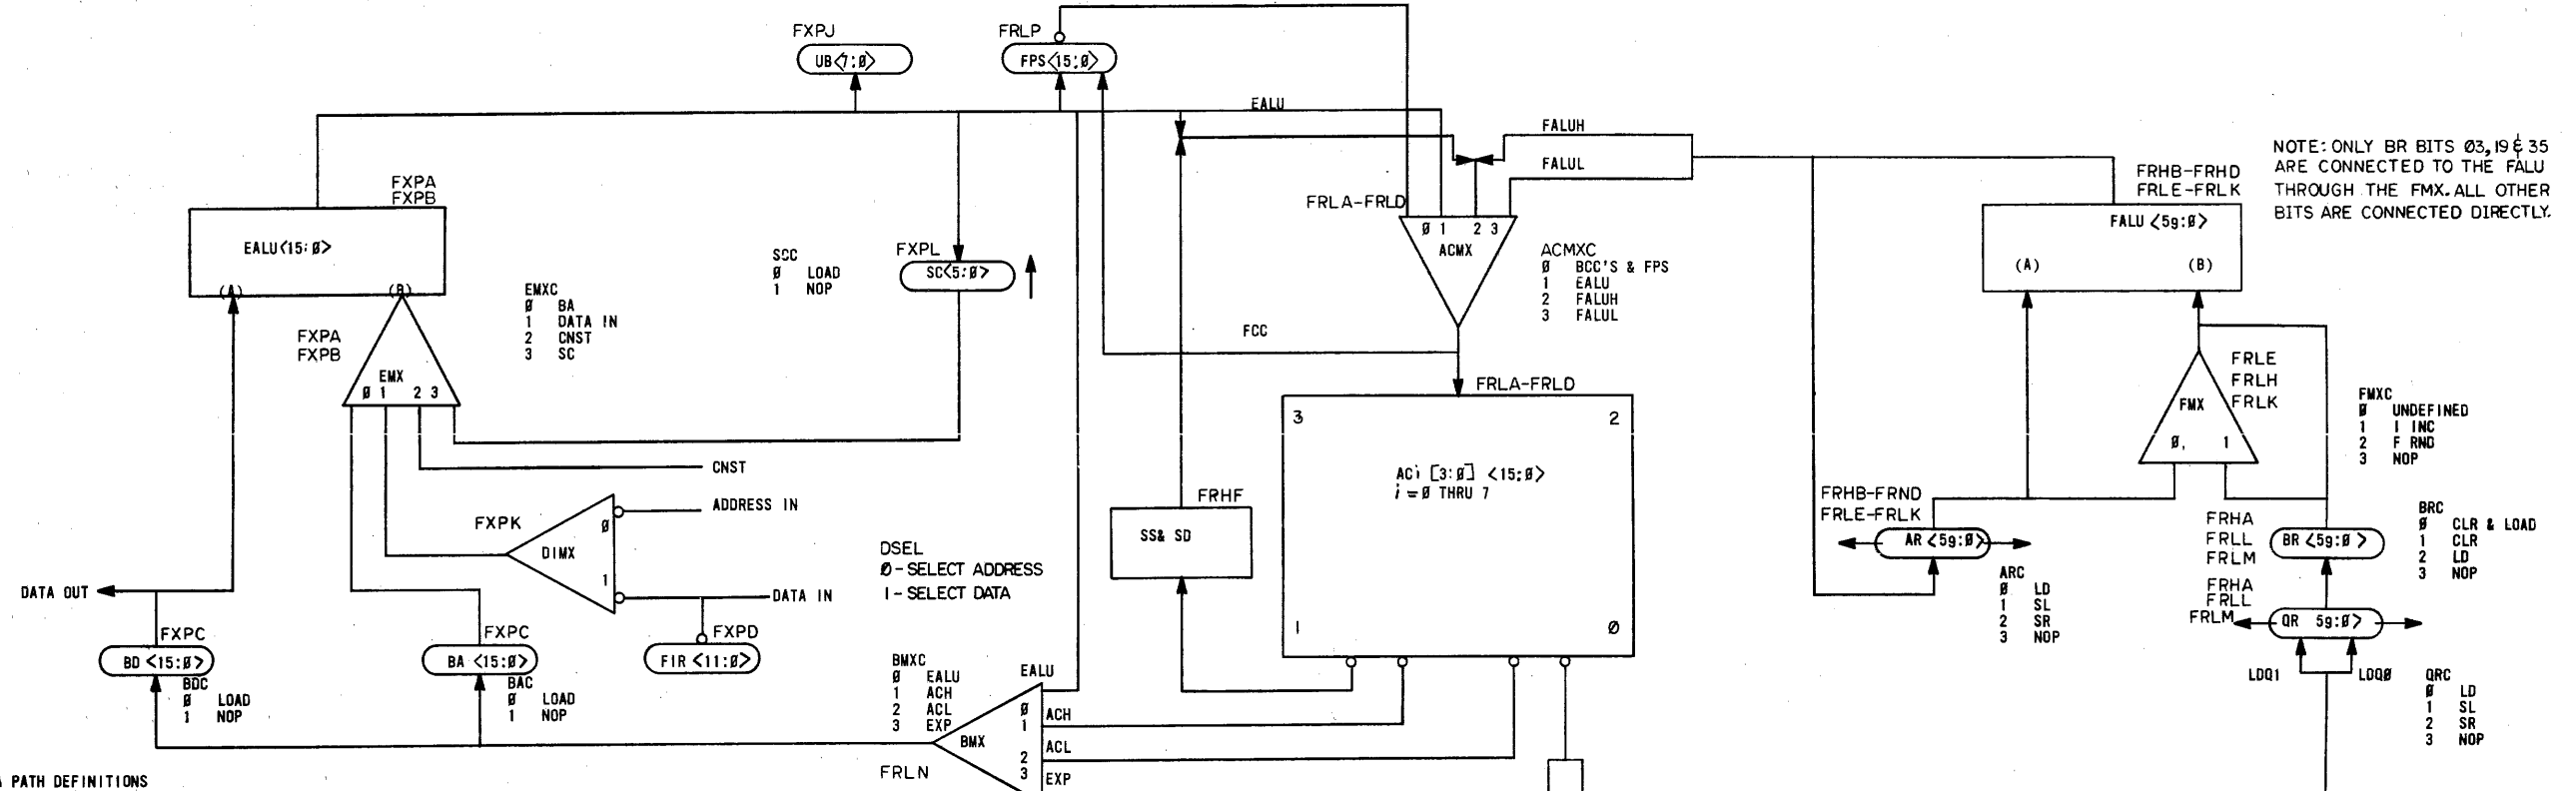 FXPJ
UB<7:0>
FRLP
FPS<15:0>
EALU
FALUH
FALUL
NOTE: ONLY BR BITS 03,19 & 35
ARE CONNECTED TO THE FALU
THROUGH THE FMX. ALL OTHER
BITS ARE CONNECTED DIRECTLY.
FXPA
FXPB
EALU<15:0>
(A)
(B)
FXPA
FXPB
EMX
0 1 2 3
EMXC
0 BA
1 DATA IN
2 CNST
3 SC
SCC
0 LOAD
1 NOP
FXPL
SC<5:0>
FRLA-FRLD
0 1 2 3
ACMX
ACMXC
0 BCC'S & FPS
1 EALU
2 FALUH
3 FALUL
FCC
FRHB-FRHD
FRLE-FRLK
FALU <59:0>
(A)
(B)
FRLE
FRLH
FRLK
FMX
0, 1
FMXC
0 UNDEFINED
1 I INC
2 F RND
3 NOP
FRLA-FRLD
3
2
ACi [3:0] <15:0>
i = 0 THRU 7
1
0
CNST
ADDRESS IN
FXPK
0
DIMX
1
DATA IN
DSEL
0 - SELECT ADDRESS
1 - SELECT DATA
FRHF
SS& SD
FRHB-FRND
FRLE-FRLK
AR <59:0>
ARC
0 LD
1 SL
2 SR
3 NOP
FRHA
FRLL
FRLM
BR <59:0>
BRC
0 CLR & LOAD
1 CLR
2 LD
3 NOP
FRHA
FRLL
FRLM
QR 59:0>
LDQ1
LDQ0
QRC
0 LD
1 SL
2 SR
3 NOP
DATA OUT
FXPC
BD <15:0>
BDC
0 LOAD
1 NOP
FXPC
BA <15:0>
BAC
0 LOAD
1 NOP
FXPD
FIR <11:0>
BMXC
0 EALU
1 ACH
2 ACL
3 EXP
EALU
0
1
ACH
BMX
2
ACL
3
EXP
FRLN
PATH DEFINITIONS